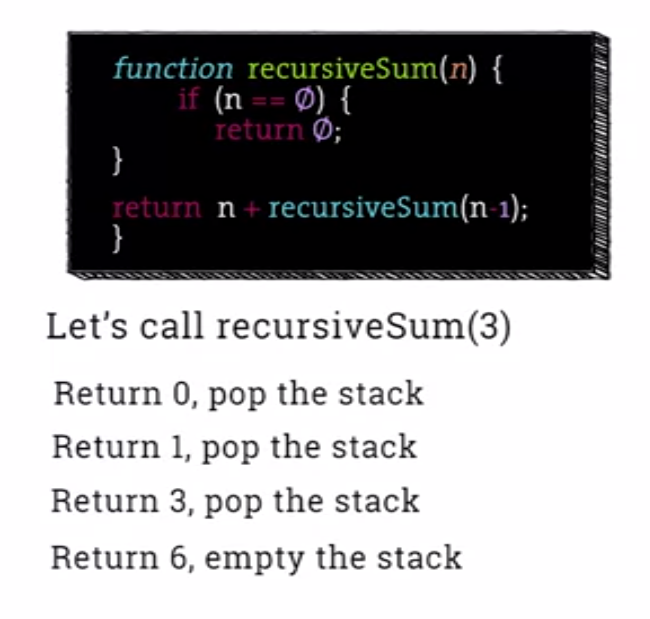 function recursiveSum(n) {
if (n == Ø) {
return Ø;
}
return n + recursiveSum(n-1);
}
Let's call recursiveSum(3)
Return 0, pop the stack
Return 1, pop the stack
Return 3, pop the stack
Return 6, empty the stack